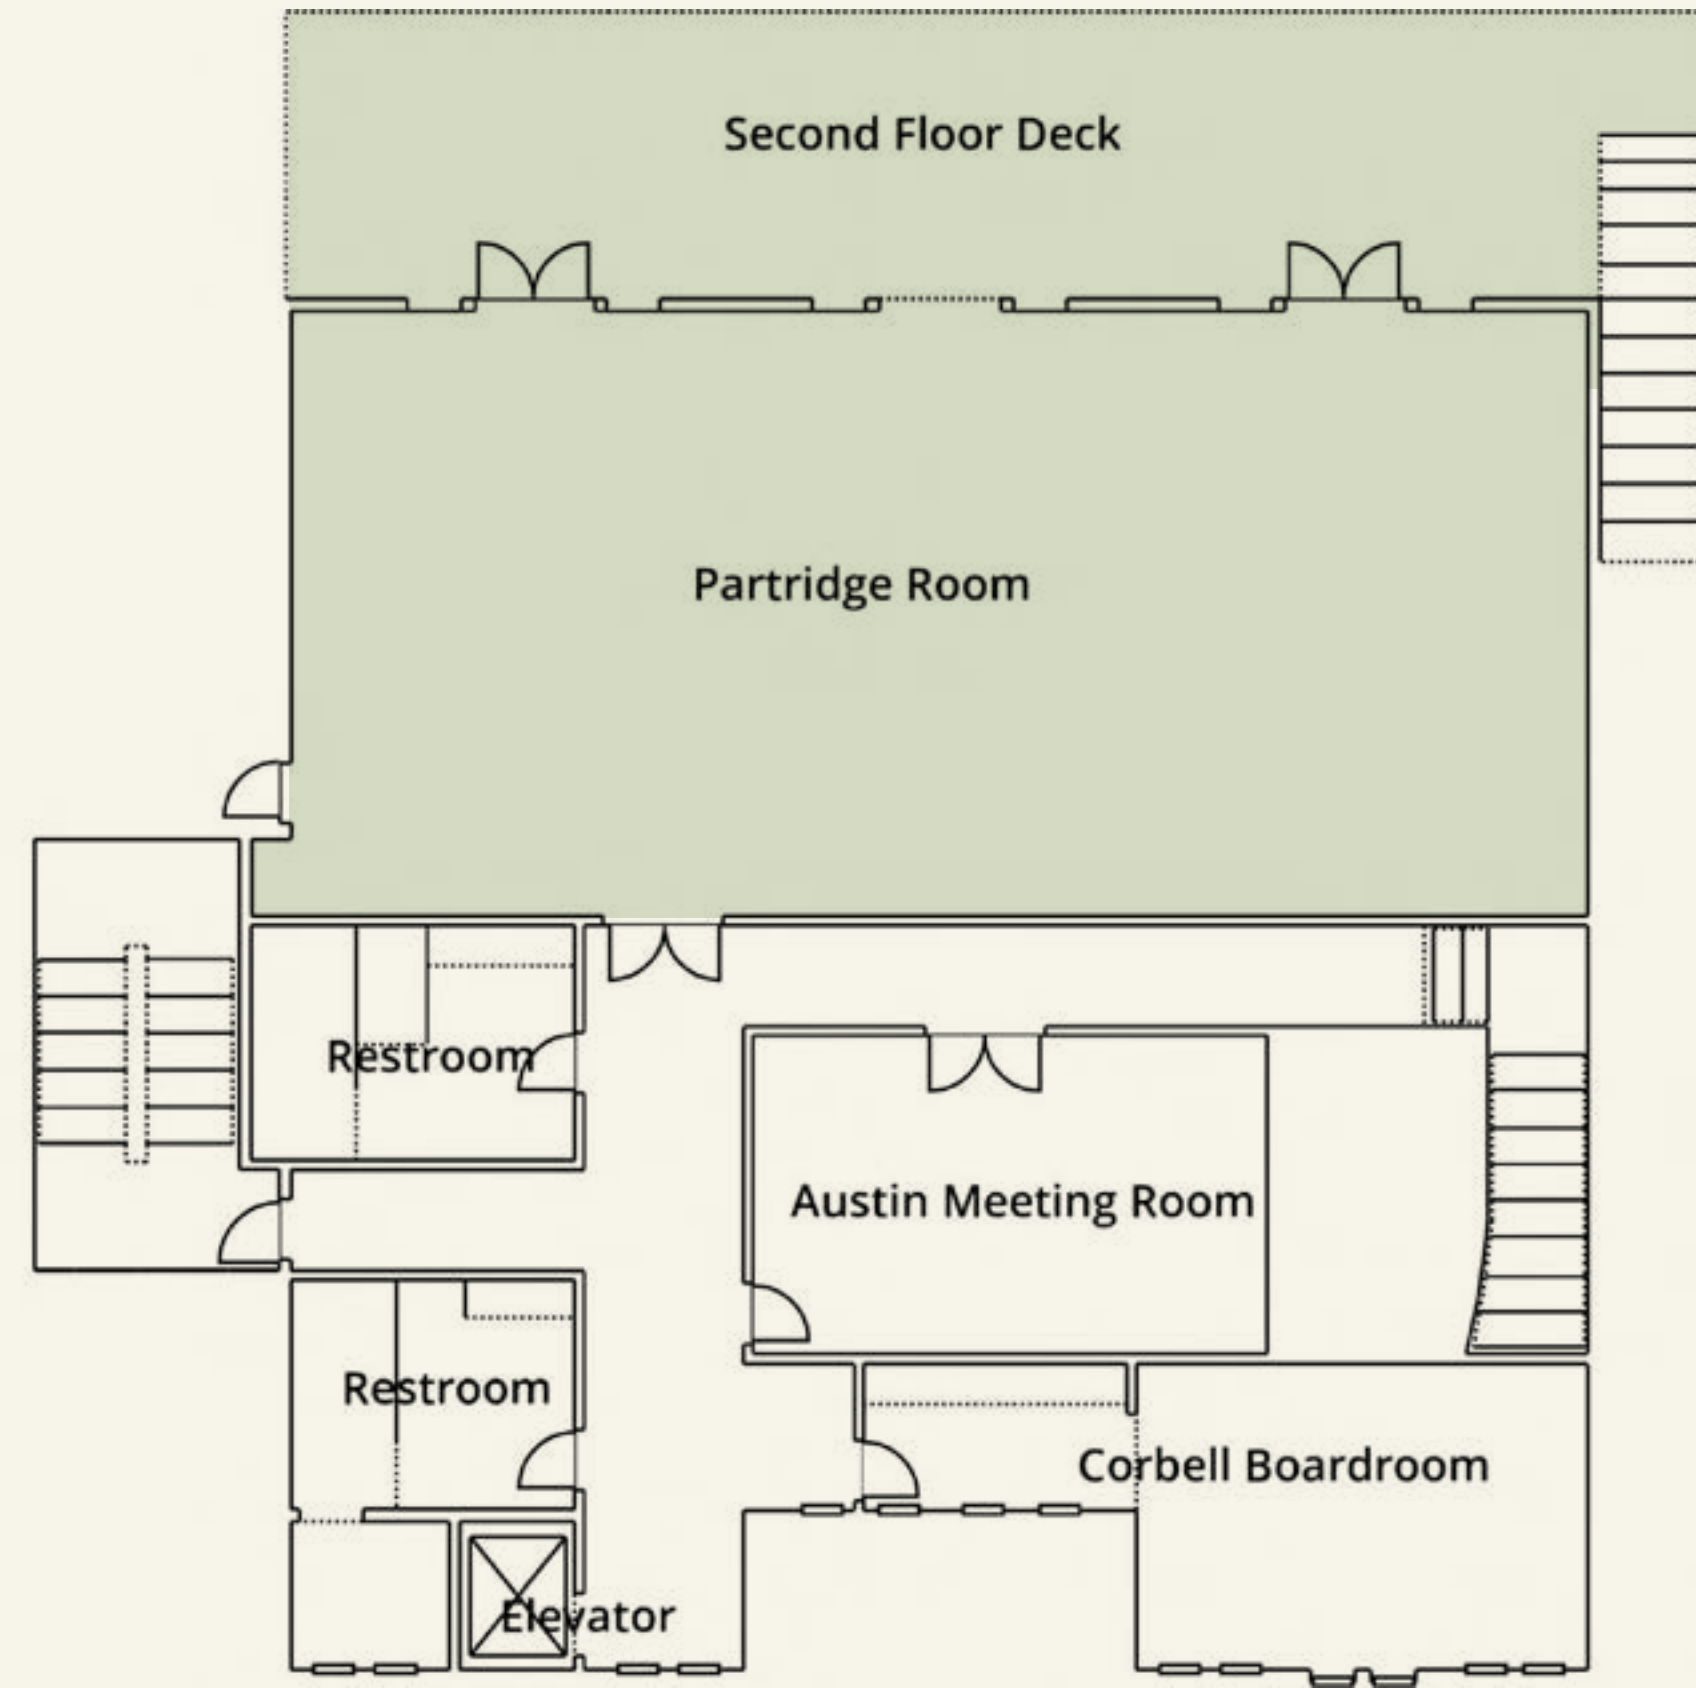 Second Floor Deck
Partridge Room
Restroom
Austin Meeting Room
Restroom
Corbell Boardroom
Elevator